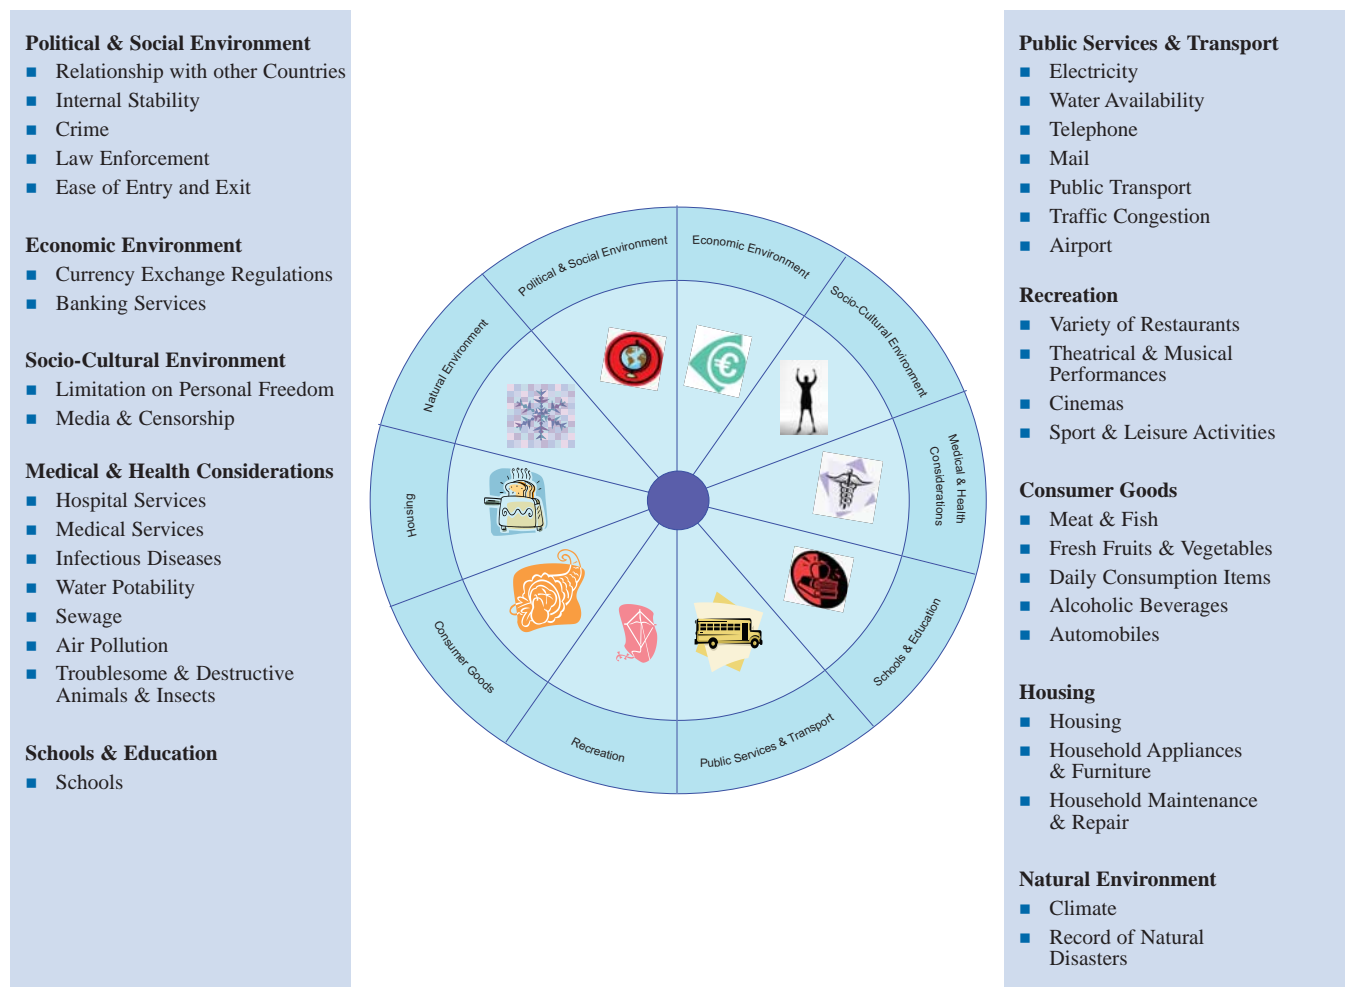 Political & Social Environment
Relationship with other Countries
Internal Stability
Crime
Law Enforcement
Ease of Entry and Exit
Economic Environment
Currency Exchange Regulations
Banking Services
Socio-Cultural Environment
Limitation on Personal Freedom
Media & Censorship
Medical & Health Considerations
Hospital Services
Medical Services
Infectious Diseases
Water Potability
Sewage
Air Pollution
Troublesome & Destructive
Animals & Insects
Schools & Education
Schools
Political & Social Environment
Economic Environment
Socio-Cultural Environment
Medical & Health
Considerations
Schools & Education
Public Services & Transport
Recreation
Consumer Goods
Housing
Natural Environment
Public Services & Transport
Electricity
Water Availability
Telephone
Mail
Public Transport
Traffic Congestion
Airport
Recreation
Variety of Restaurants
Theatrical & Musical
Performances
Cinemas
Sport & Leisure Activities
Consumer Goods
Meat & Fish
Fresh Fruits & Vegetables
Daily Consumption Items
Alcoholic Beverages
Automobiles
Housing
Housing
Household Appliances
& Furniture
Household Maintenance
& Repair
Natural Environment
Climate
Record of Natural
Disasters